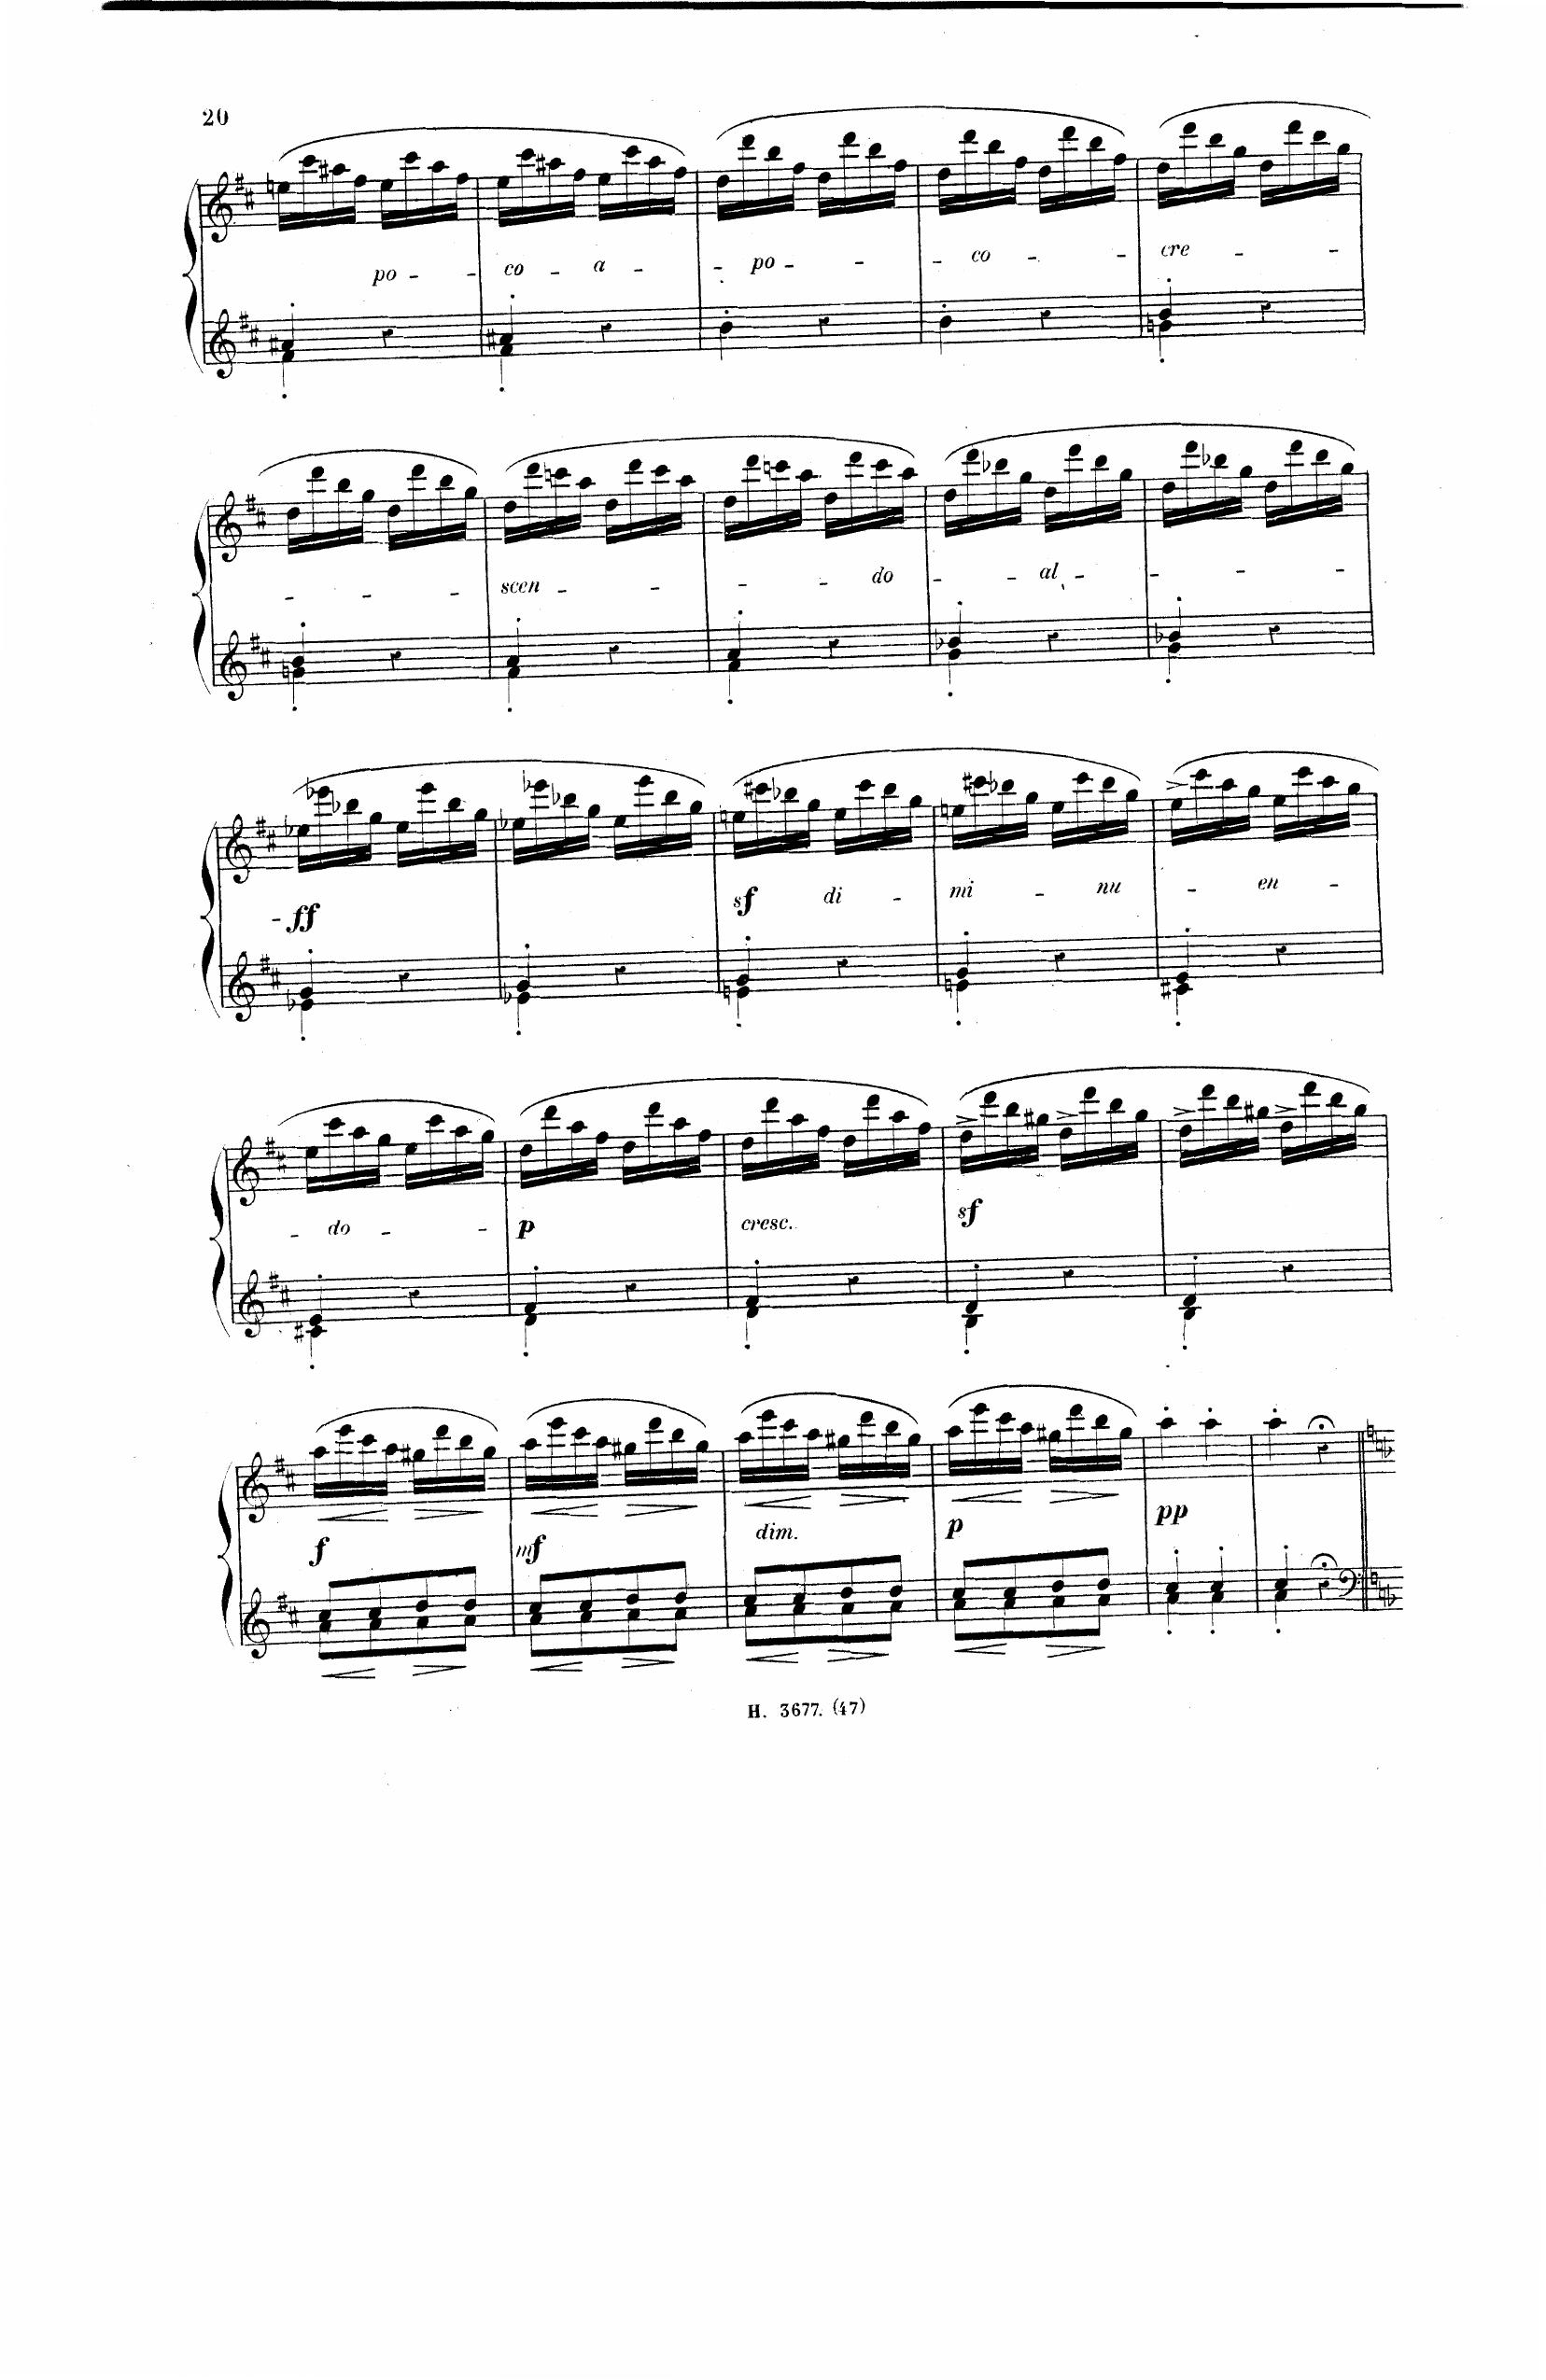 20
po - - co - a - - po - - - co - - cre - -
- - - scen - - - - do - - al - - - -
- ff sf di - mi - nu - en -
- do - - p cresc. sf
f mf dim. p pp
H. 3677. (47)